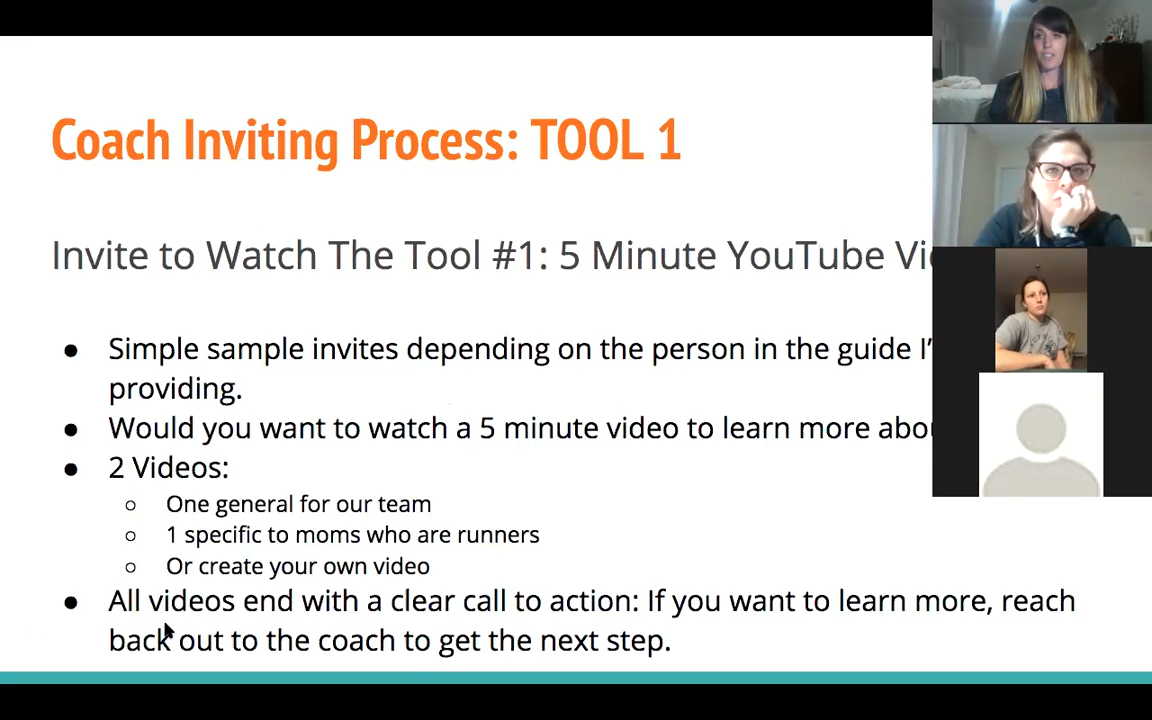 Coach Inviting Process: TOOL 1
Invite to Watch The Tool #1: 5 Minute YouTube
● Simple sample invites depending on the person in the guide
providing.
● Would you want to watch a 5 minute video to learn more
● 2 Videos:
○ One general for our team
○ 1 specific to moms who are runners
○ Or create your own video
● All videos end with a clear call to action: If you want to learn more, reach
back out to the coach to get the next step.